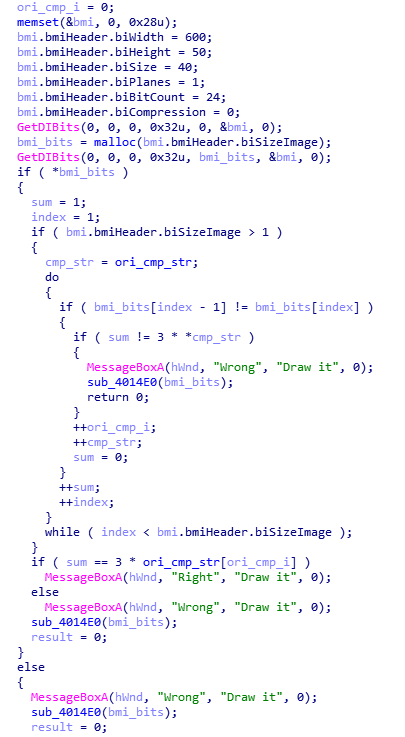 ori_cmp_i = 0;
memset(&bmi, 0, 0x28u);
bmi.bmiHeader.biWidth = 600;
bmi.bmiHeader.biHeight = 50;
bmi.bmiHeader.biSize = 40;
bmi.bmiHeader.biPlanes = 1;
bmi.bmiHeader.biBitCount = 24;
bmi.bmiHeader.biCompression = 0;
GetDIBits(0, 0, 0, 0x32u, 0, &bmi, 0);
bmi_bits = malloc(bmi.bmiHeader.biSizeImage);
GetDIBits(0, 0, 0, 0x32u, bmi_bits, &bmi, 0);
if ( *bmi_bits )
{
sum = 1;
index = 1;
if ( bmi.bmiHeader.biSizeImage > 1 )
{
cmp_str = ori_cmp_str;
do
{
if ( bmi_bits[index - 1] != bmi_bits[index] )
{
if ( sum != 3 * *cmp_str )
{
MessageBoxA(hWnd, "Wrong", "Draw it", 0);
sub_4014E0(bmi_bits);
return 0;
}
++ori_cmp_i;
++cmp_str;
sum = 0;
}
++sum;
++index;
}
while ( index < bmi.bmiHeader.biSizeImage );
}
if ( sum == 3 * ori_cmp_str[ori_cmp_i] )
MessageBoxA(hWnd, "Right", "Draw it", 0);
else
MessageBoxA(hWnd, "Wrong", "Draw it", 0);
sub_4014E0(bmi_bits);
result = 0;
}
else
{
MessageBoxA(hWnd, "Wrong", "Draw it", 0);
sub_4014E0(bmi_bits);
result = 0;